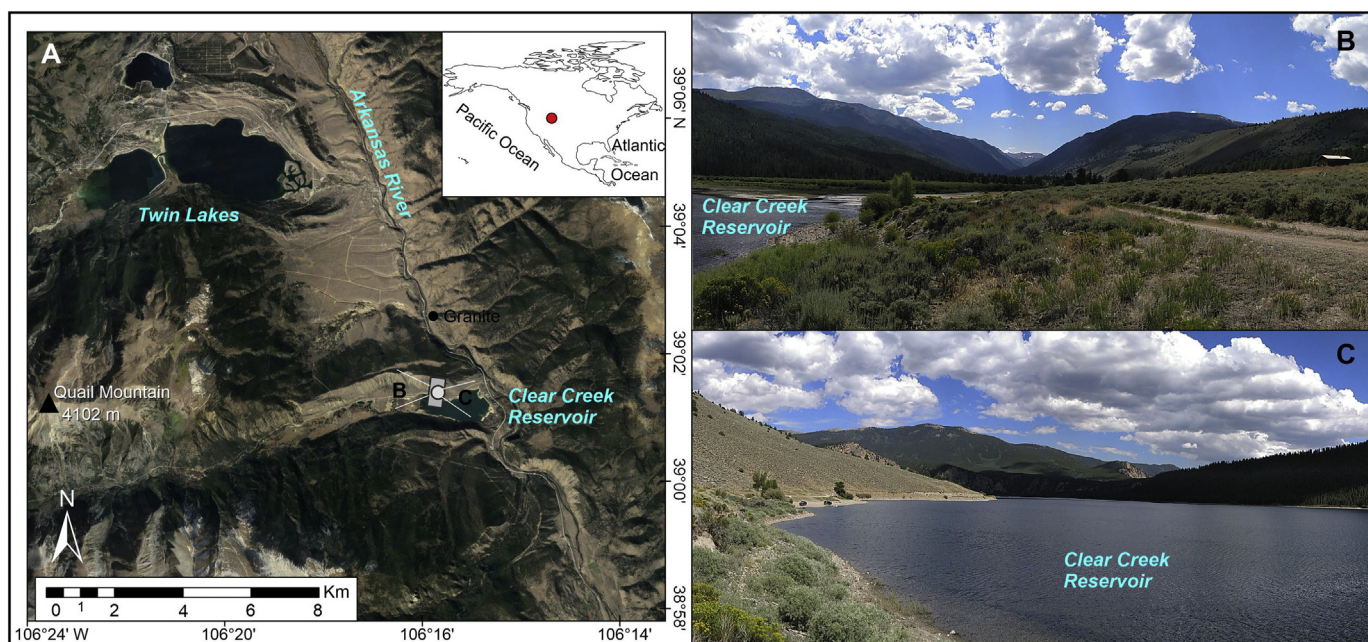 A
Pacific Ocean
Atlantic
Ocean
Arkansas River
Twin Lakes
Granite
Quail Mountain
4102 m
B
C
Clear Creek
Reservoir
N
Km
0 1 2 4 6 8
39°06' N
39°04'
39°02'
39°00'
38°58'
106°24' W
106°20'
106°16'
106°14'
B
Clear Creek
Reservoir
C
Clear Creek
Reservoir